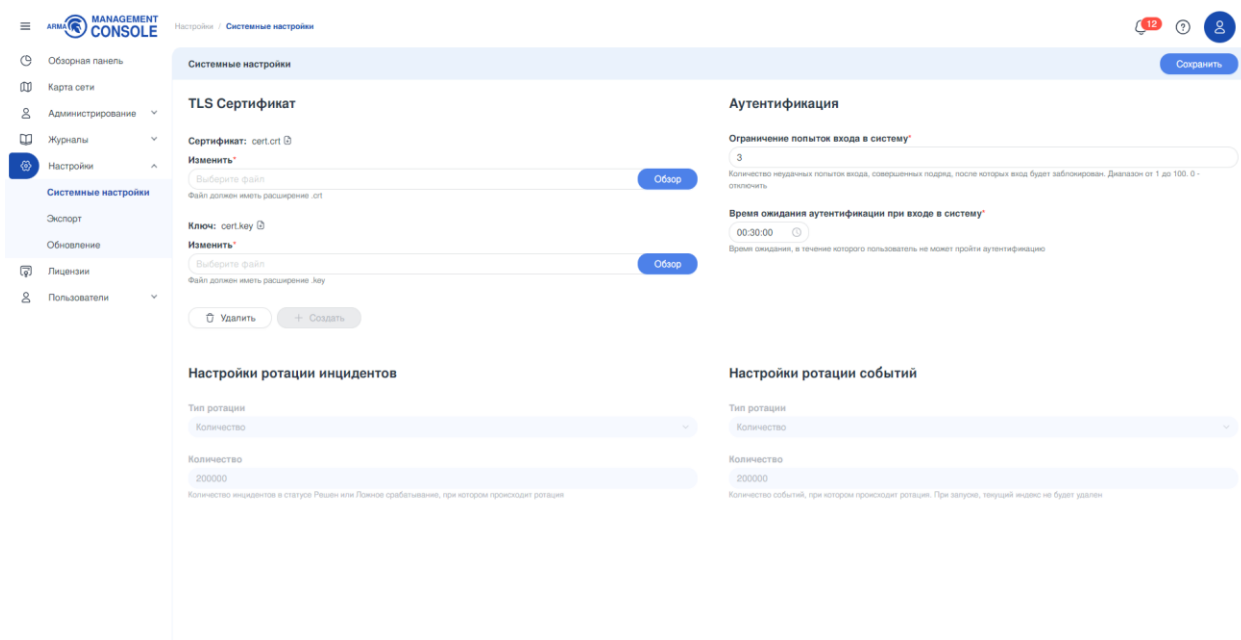 ARMA MANAGEMENT CONSOLE
Настройки / Системные настройки
12
Обзорная панель
Карта сети
Администрирование
Журналы
Настройки
Системные настройки
Экспорт
Обновление
Лицензии
Пользователи
Системные настройки
Сохранить
TLS Сертификат
Сертификат: cert.crt
Изменить*
Выберите файл
Обзор
Файл должен иметь расширение .crt
Ключ: cert.key
Изменить*
Выберите файл
Обзор
Файл должен иметь расширение .key
Удалить
+ Создать
Аутентификация
Ограничение попыток входа в систему*
3
Количество неудачных попыток входа, совершенных подряд, после которых вход будет заблокирован. Диапазон от 1 до 100. 0 -
отключить
Время ожидания аутентификации при входе в систему*
00:30:00
Время ожидания, в течение которого пользователь не может пройти аутентификацию
Настройки ротации инцидентов
Тип ротации
Количество
Количество
200000
Количество инцидентов в статусе Решен или Ложное срабатывание, при котором происходит ротация
Настройки ротации событий
Тип ротации
Количество
Количество
200000
Количество событий, при котором происходит ротация. При запуске, текущий индекс не будет удален